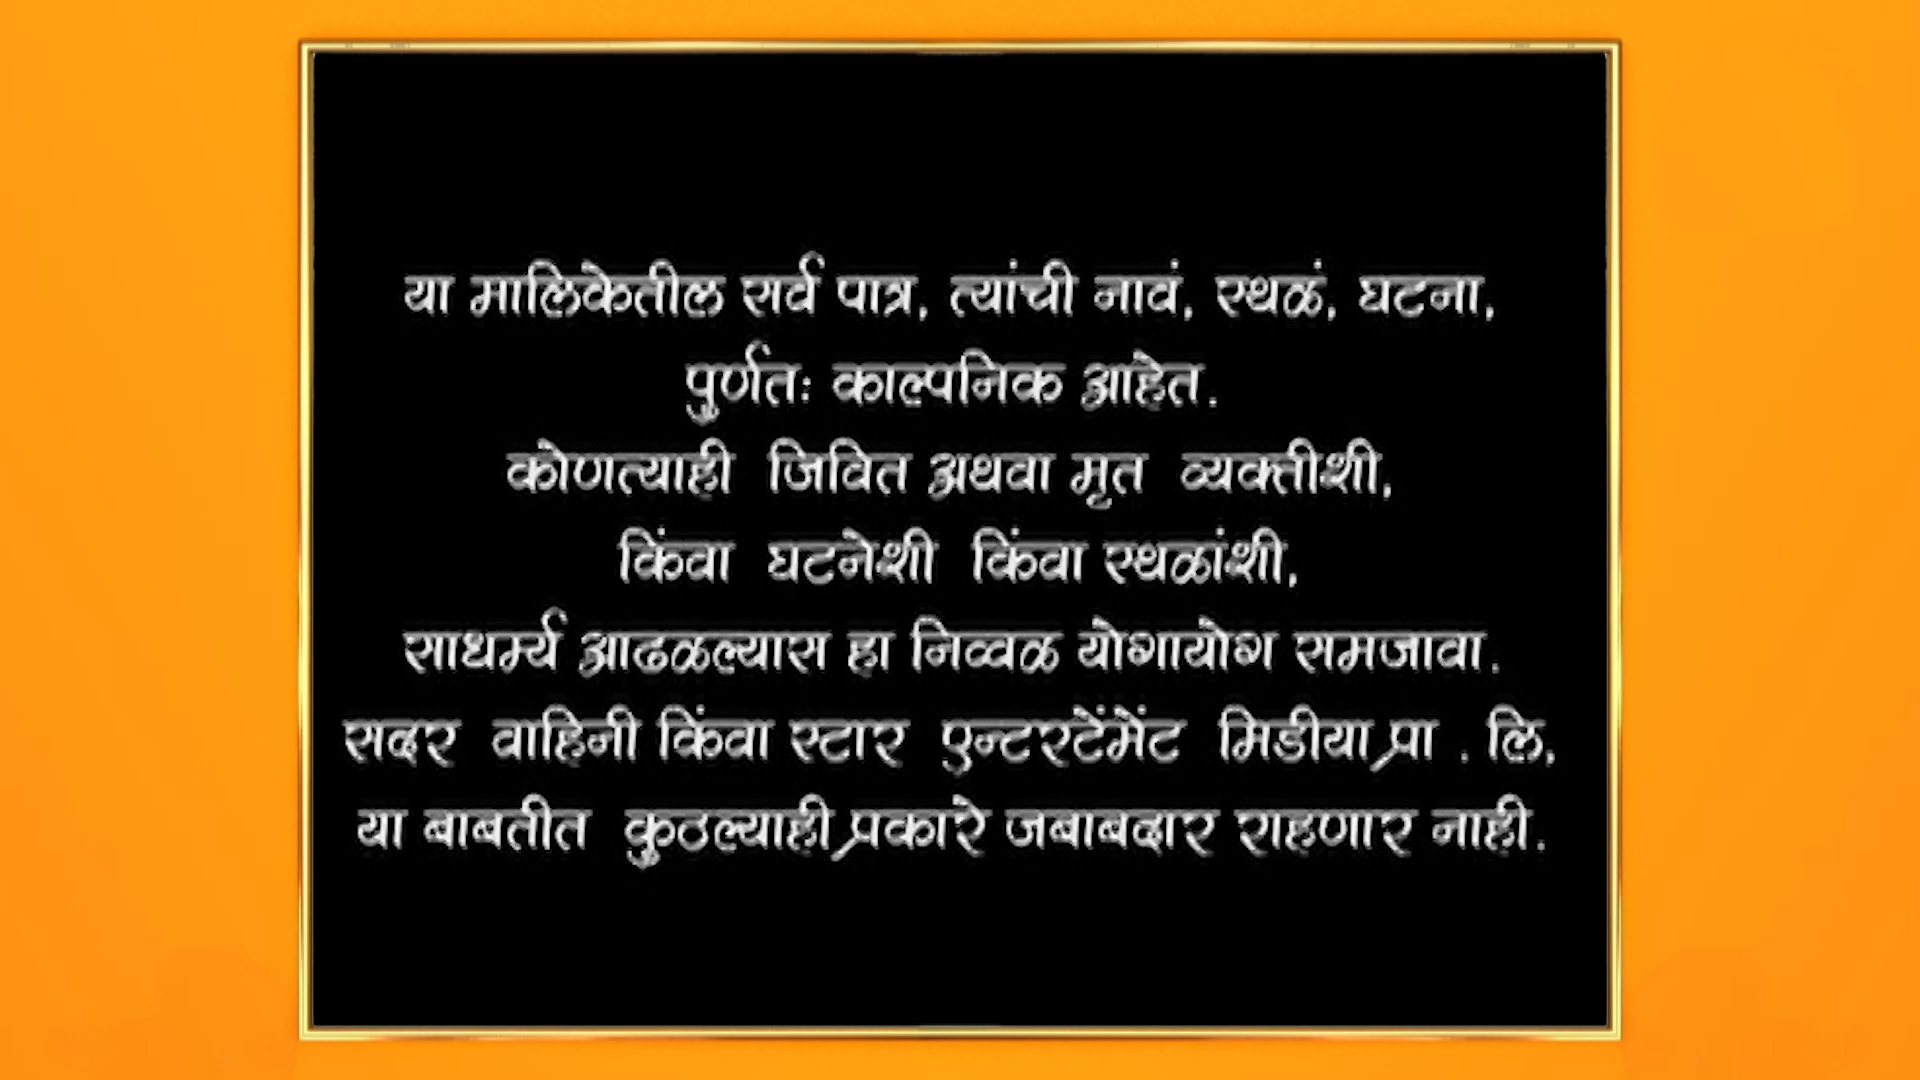 या मालिकेतील सर्व पात्र, त्यांची नावं, स्थळं, घटना,
पुर्णतः काल्पनिक आहेत.
कोणत्याही जिवित अथवा मृत व्यक्तीशी,
किंवा घटनेशी किंवा स्थळांशी,
साधर्म्य आढळल्यास हा निव्वळ योगायोग समजावा.
सदर वाहिनी किंवा स्टार एन्टरटेंमेंट मिडीया प्रा . लि,
या बाबतीत कुठल्याही प्रकारे जबाबदार राहणार नाही.